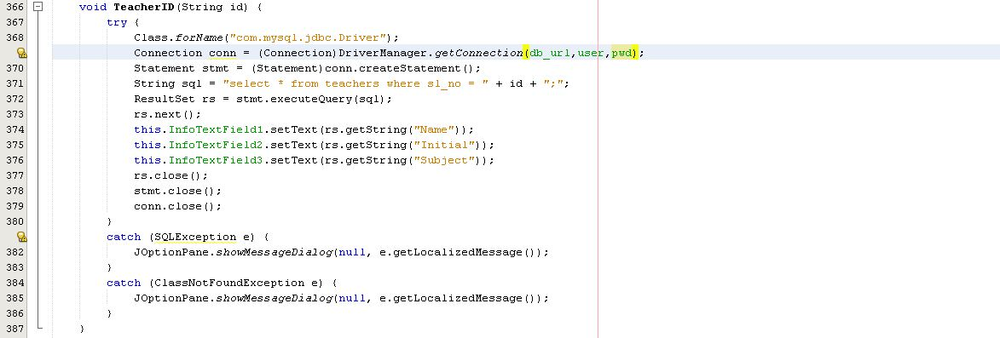 366 void TeacherID(String id) {
367 try {
368 Class.forName("com.mysql.jdbc.Driver");
Connection conn = (Connection)DriverManager.getConnection(db_url,user,pwd);
370 Statement stmt = (Statement)conn.createStatement();
371 String sql = "select * from teachers where sl_no = " + id + ";";
372 ResultSet rs = stmt.executeQuery(sql);
373 rs.next();
374 this.InfoTextField1.setText(rs.getString("Name"));
375 this.InfoTextField2.setText(rs.getString("Initial"));
376 this.InfoTextField3.setText(rs.getString("Subject"));
377 rs.close();
378 stmt.close();
379 conn.close();
380 }
catch (SQLException e) {
382 JOptionPane.showMessageDialog(null, e.getLocalizedMessage());
383 }
384 catch (ClassNotFoundException e) {
385 JOptionPane.showMessageDialog(null, e.getLocalizedMessage());
386 }
387 }